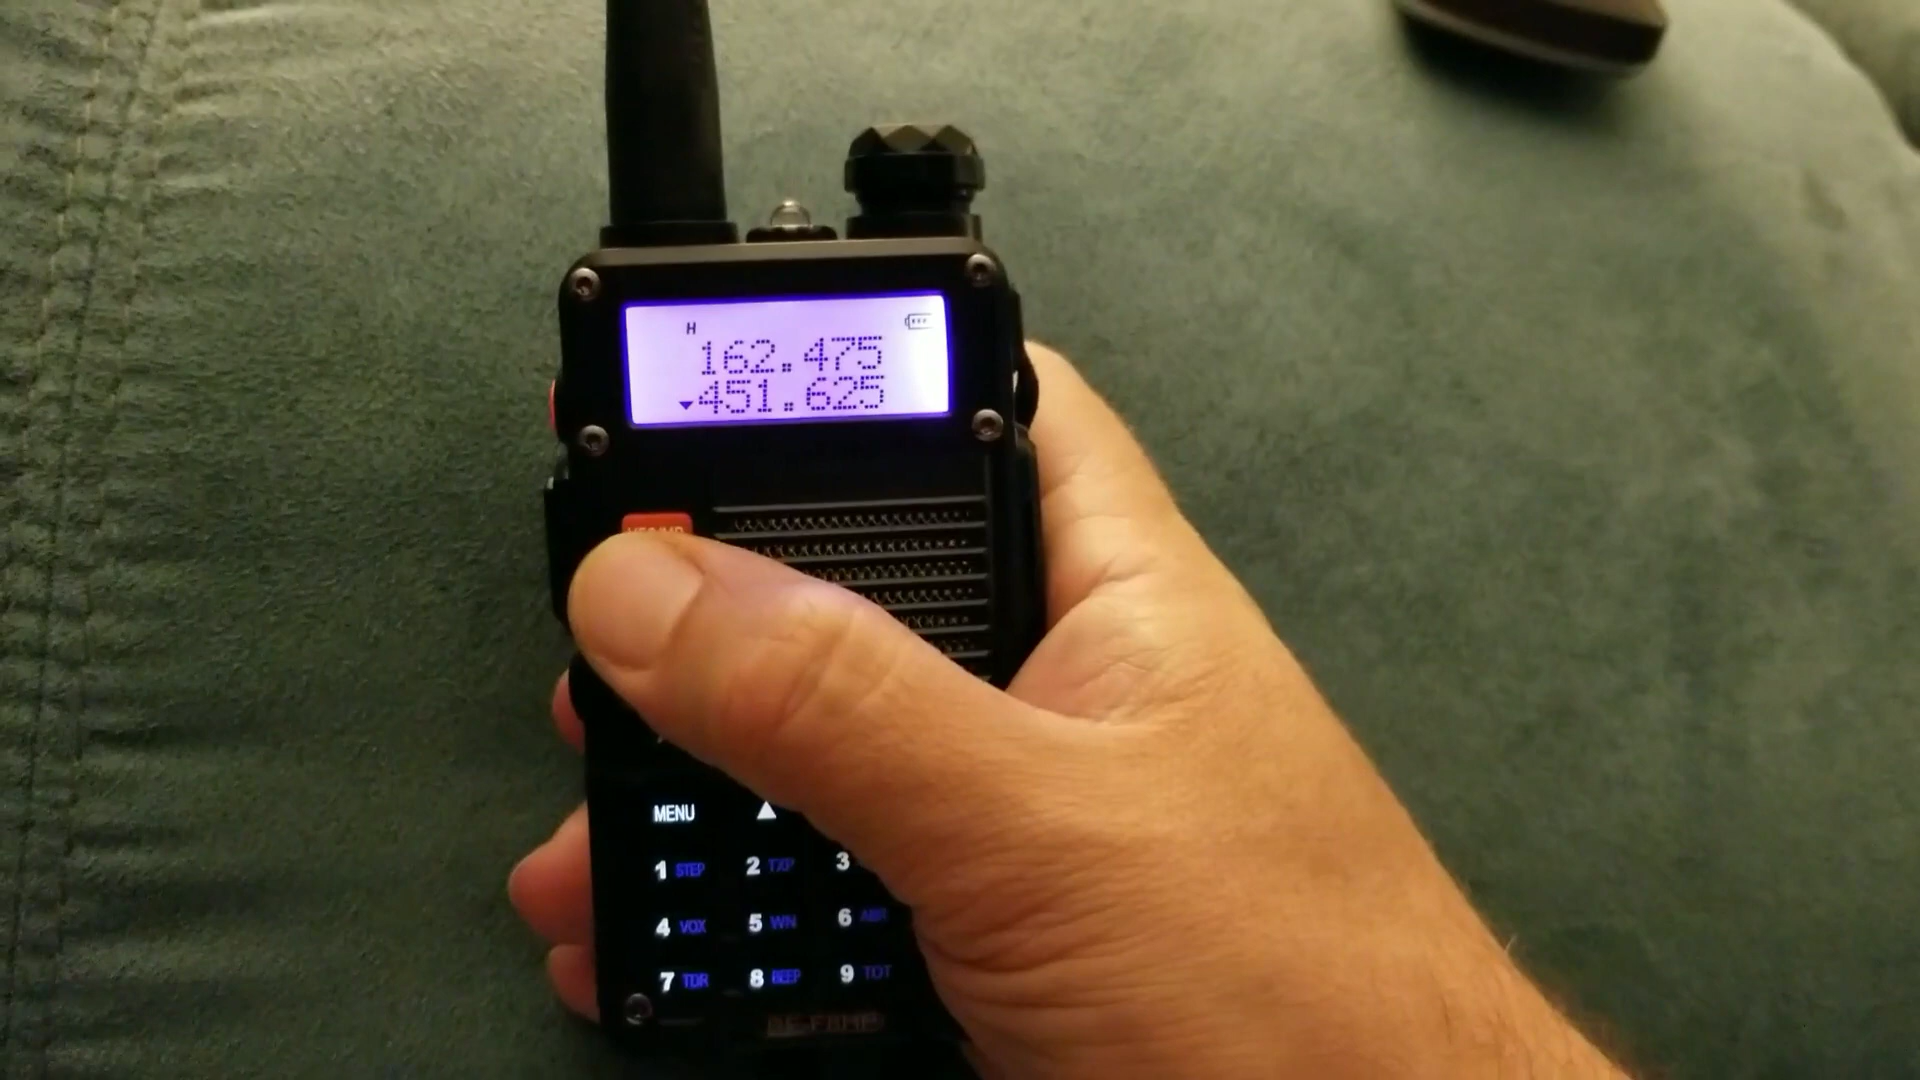 H
162.475
▼451.625
MENU ▲
1 STEP 2 TXP 3
4 VOX 5 WN 6 ABR
7 TDR 8 BEEP 9 TOT